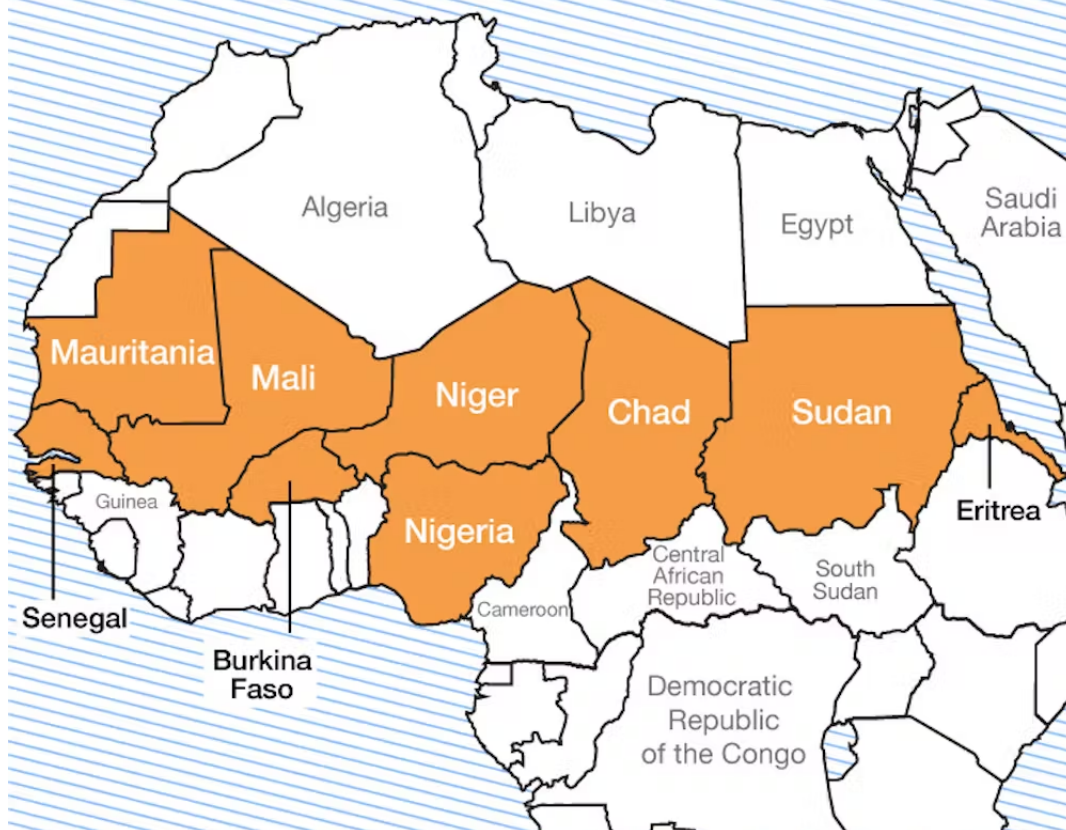 Algeria
Libya
Egypt
Saudi
Arabia
Mauritania
Mali
Niger
Chad
Sudan
Guinea
Nigeria
Eritrea
Central
African
Republic
South
Sudan
Cameroon
Senegal
Burkina
Faso
Democratic
Republic
of the Congo